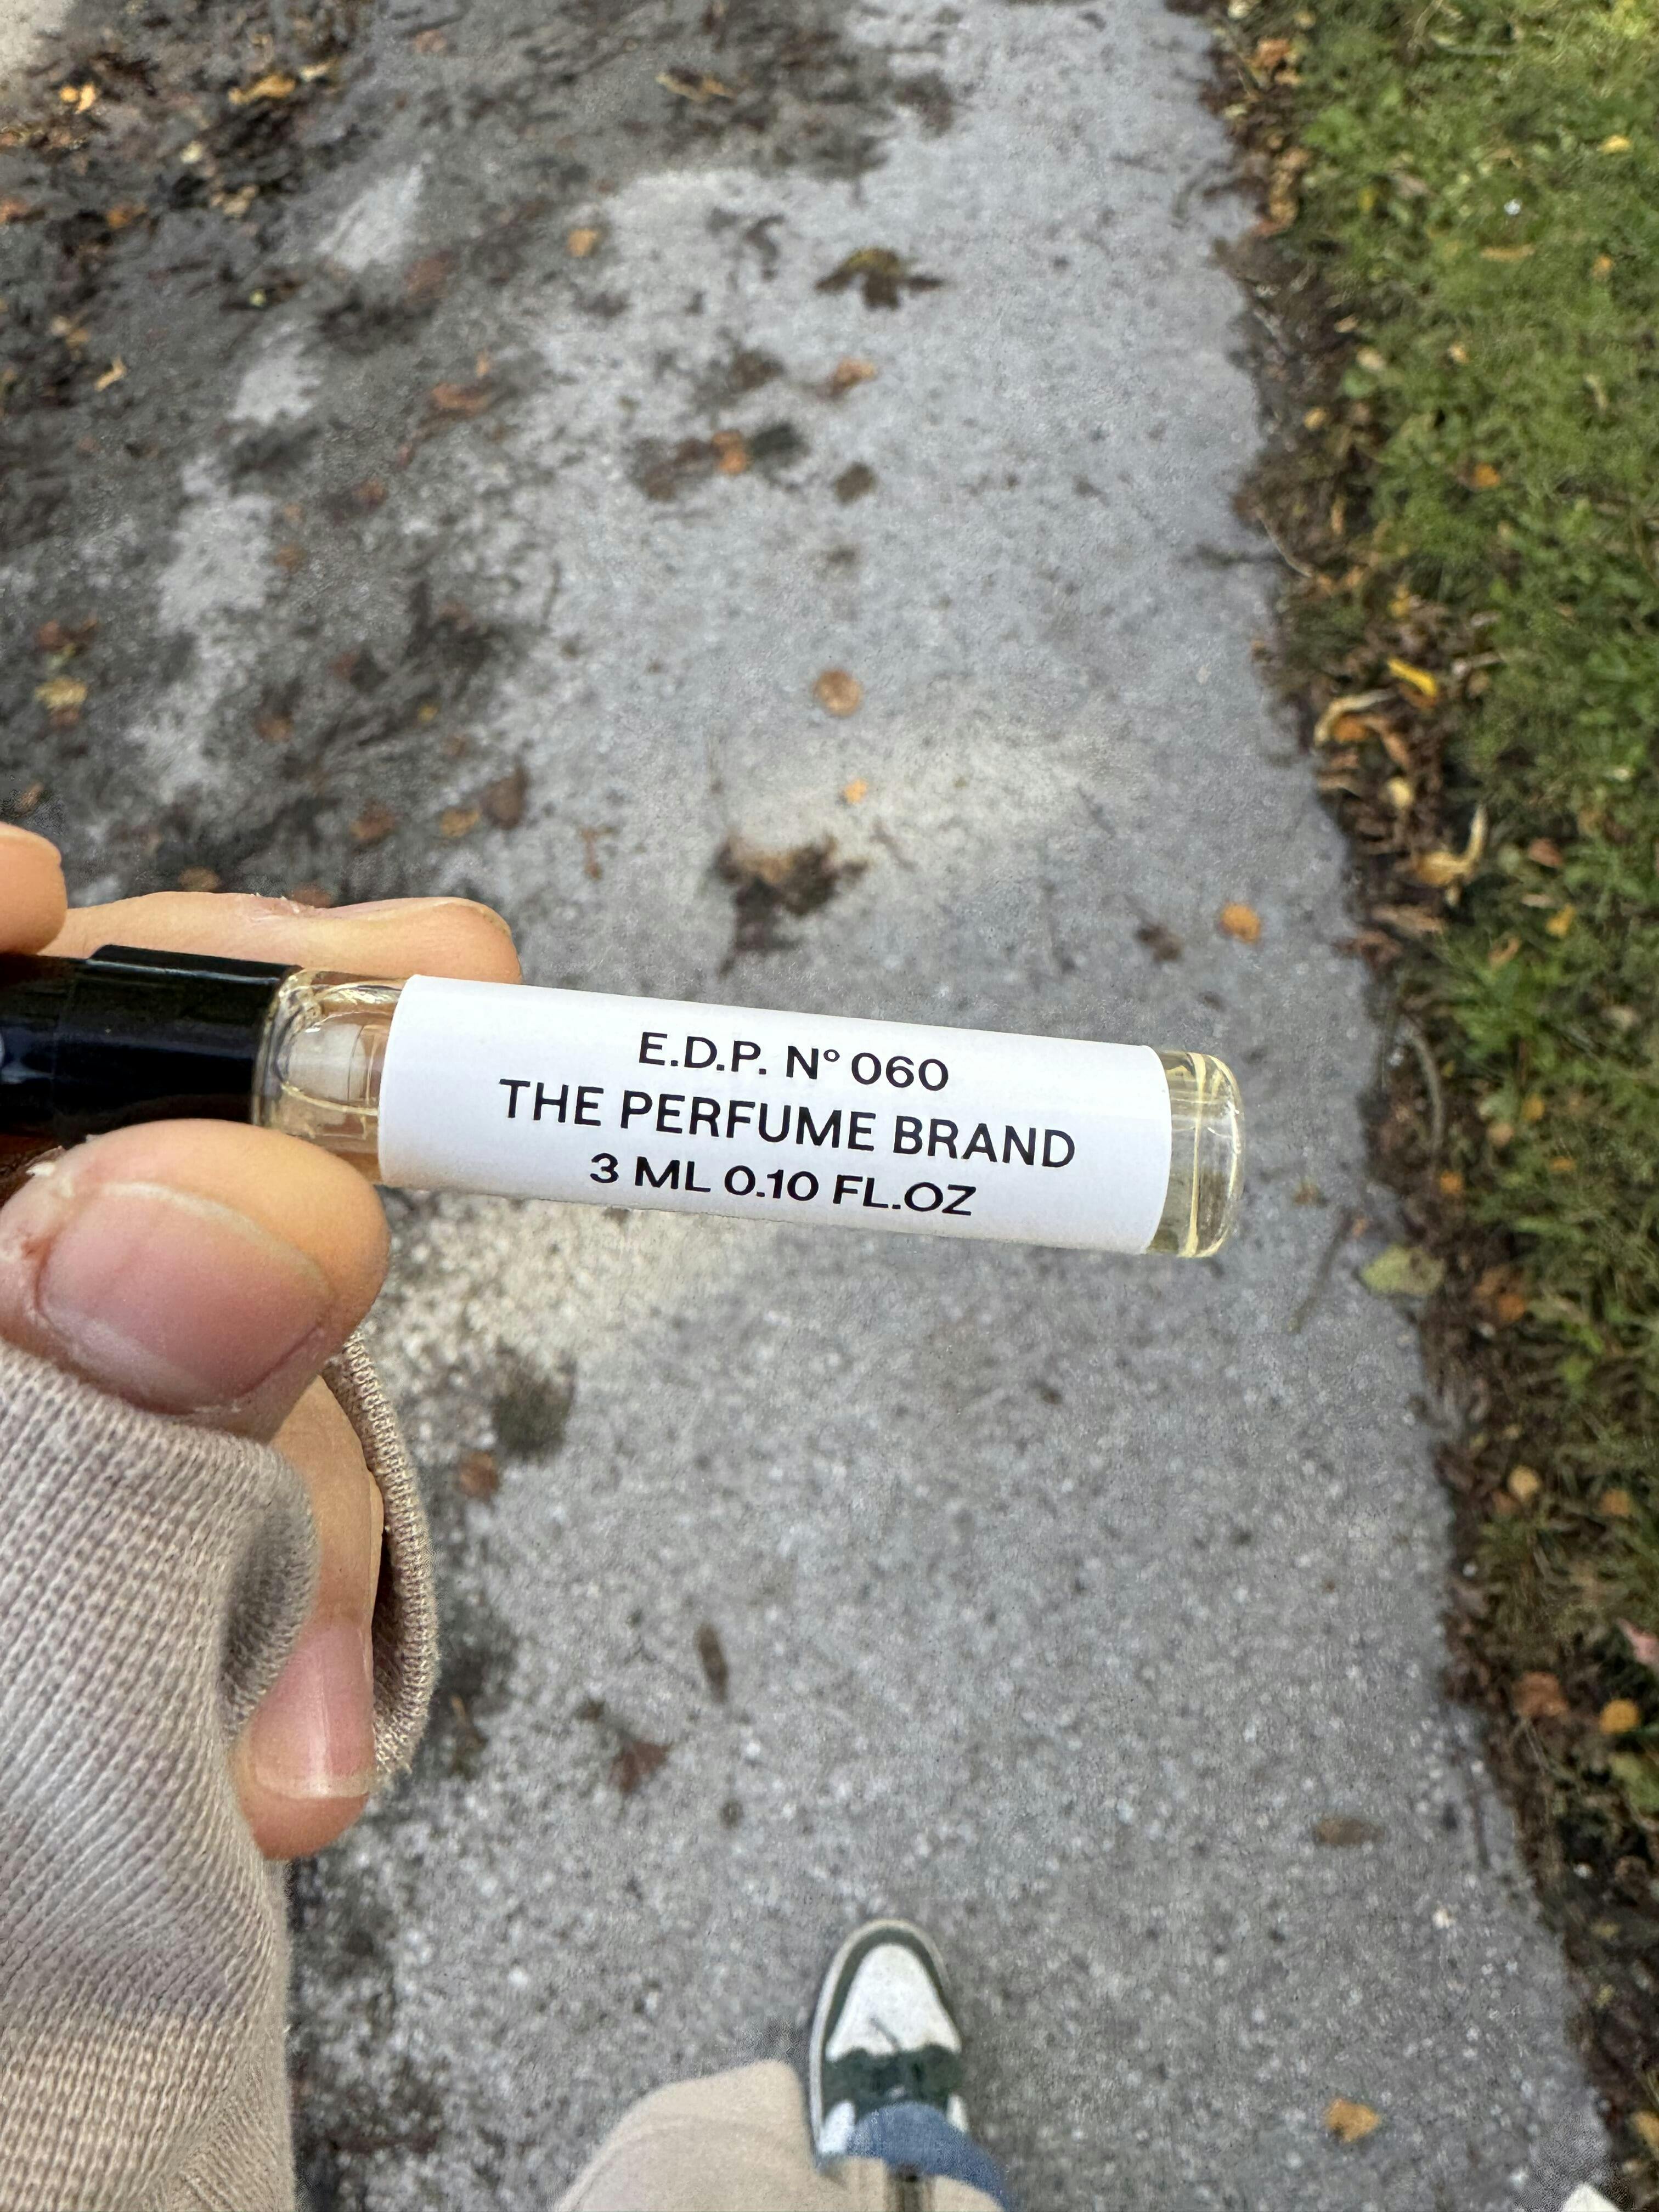 E.D.P. N° 060
THE PERFUME BRAND
3 ML 0.10 FL.OZ